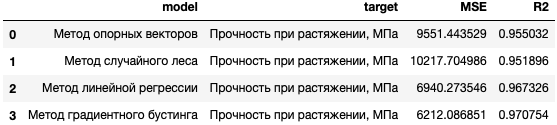 model target MSE R2
0 Метод опорных векторов Прочность при растяжении, МПа 9551.443529 0.955032
1 Метод случайного леса Прочность при растяжении, МПа 10217.704986 0.951896
2 Метод линейной регрессии Прочность при растяжении, МПа 6940.273546 0.967326
3 Метод градиентного бустинга Прочность при растяжении, МПа 6212.086851 0.970754